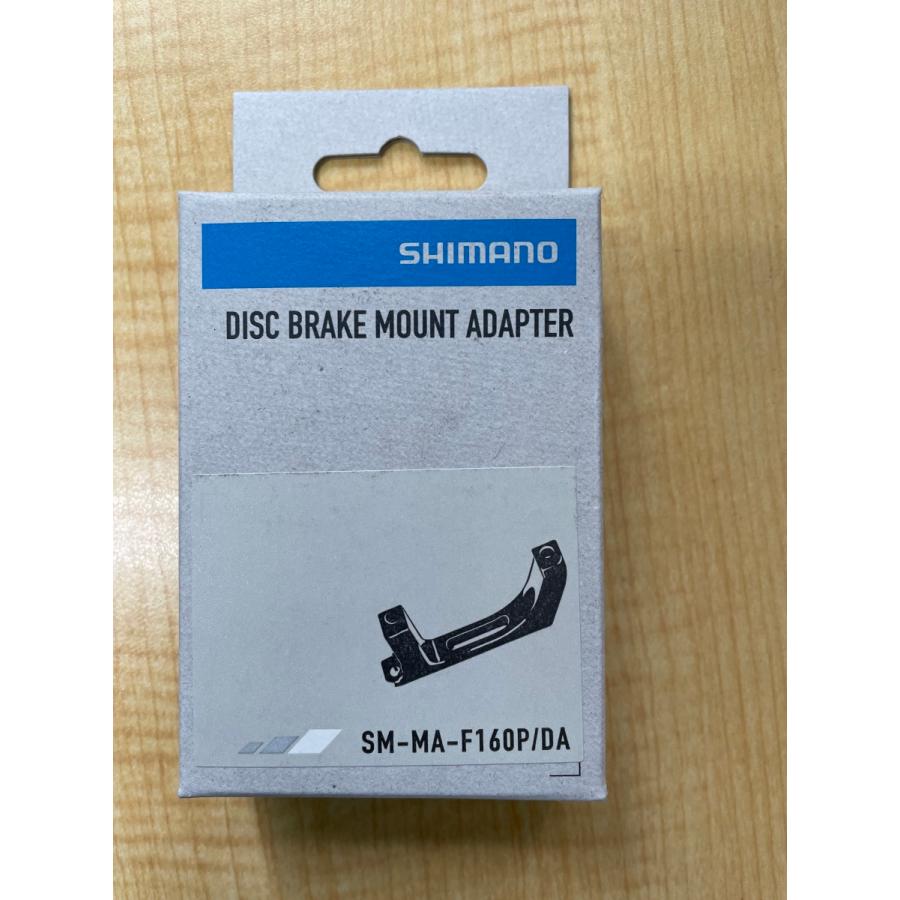 SHIMANO
DISC BRAKE MOUNT ADAPTER
SM-MA-F160P/DA